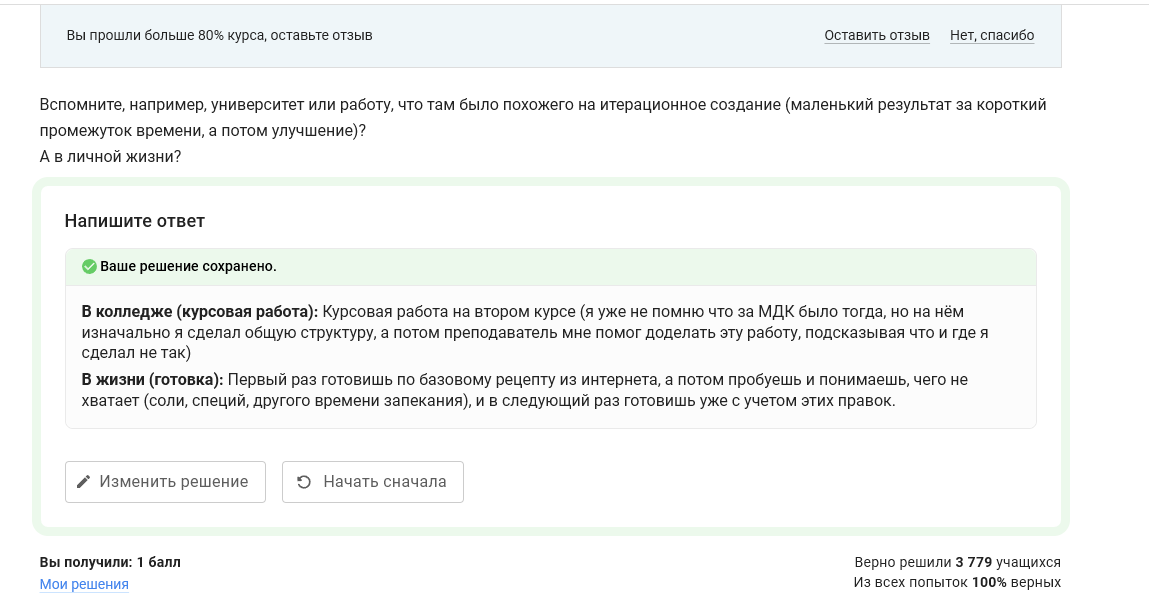 Вы прошли больше 80% курса, оставьте отзыв
Оставить отзыв
Нет, спасибо
Вспомните, например, университет или работу, что там было похожего на итерационное создание (маленький результат за короткий
промежуток времени, а потом улучшение)?
А в личной жизни?
Напишите ответ
Ваше решение сохранено.
В колледже (курсовая работа): Курсовая работа на втором курсе (я уже не помню что за МДК было тогда, но на нём
изначально я сделал общую структуру, а потом преподаватель мне помог доделать эту работу, подсказывая что и где я
сделал не так)
В жизни (готовка): Первый раз готовишь по базовому рецепту из интернета, а потом пробуешь и понимаешь, чего не
хватает (соли, специй, другого времени запекания), и в следующий раз готовишь уже с учетом этих правок.
Изменить решение
Начать сначала
Вы получили: 1 балл
Мои решения
Верно решили 3 779 учащихся
Из всех попыток 100% верных